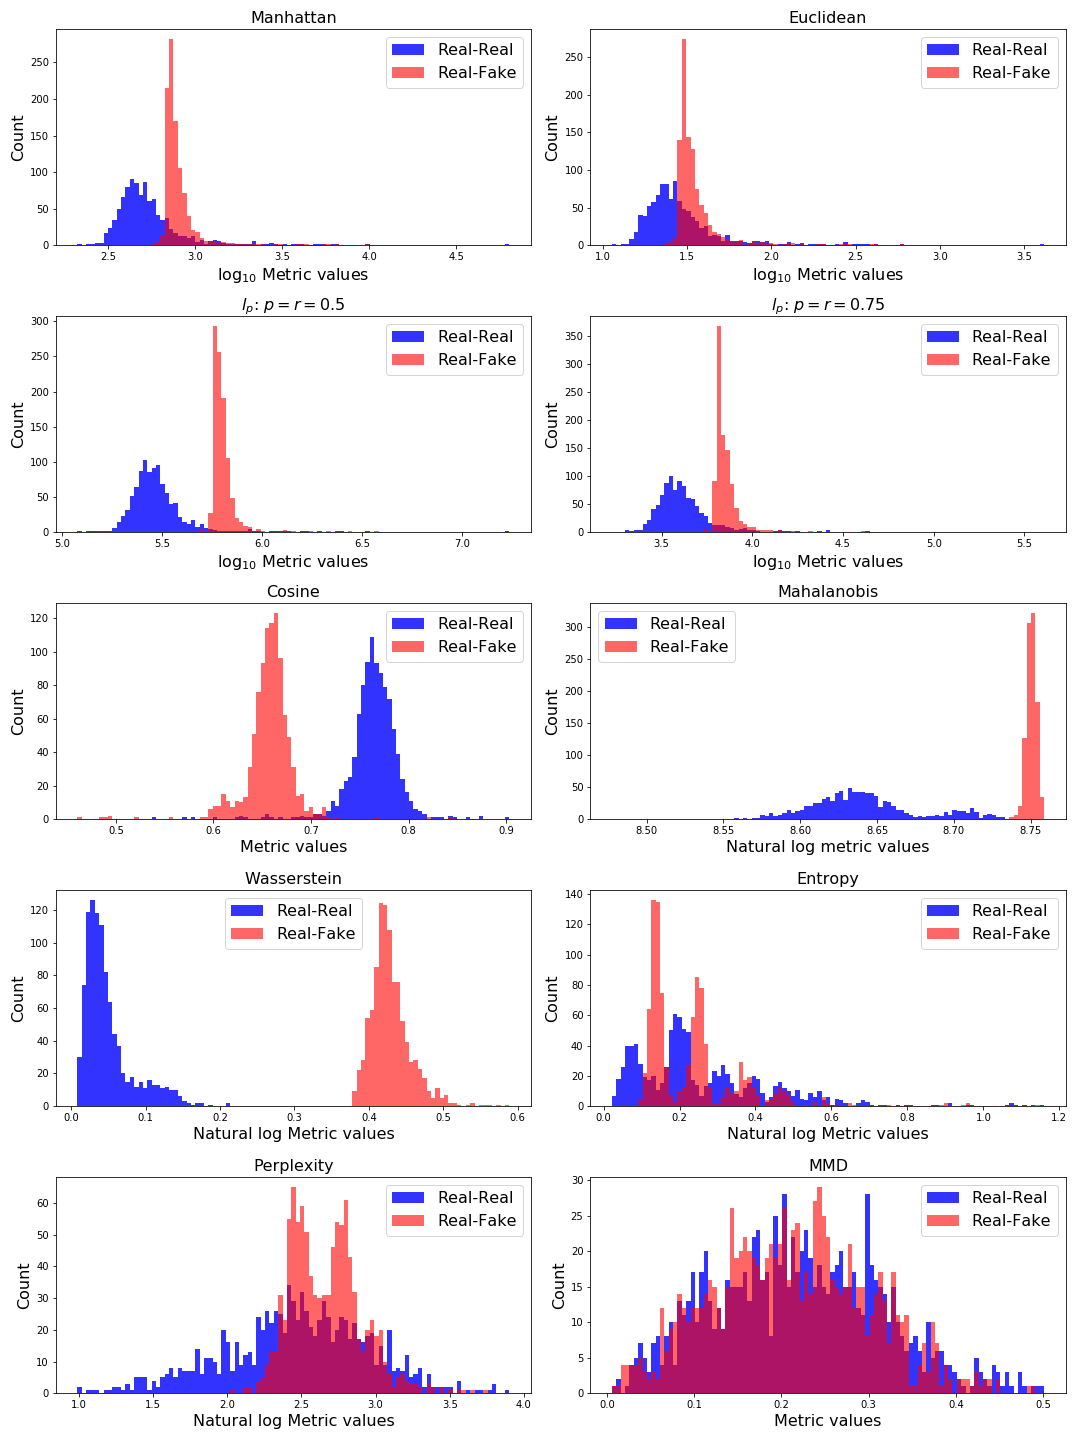 Manhattan
Count
250
200
150
100
50
0
Real-Real
Real-Fake
2.5 3.0 3.5 4.0 4.5
log₁₀ Metric values
Euclidean
Count
250
200
150
100
50
0
Real-Real
Real-Fake
1.0 1.5 2.0 2.5 3.0 3.5
log₁₀ Metric values
lₚ: p = r = 0.5
Count
300
250
200
150
100
50
0
Real-Real
Real-Fake
5.0 5.5 6.0 6.5 7.0
log₁₀ Metric values
lₚ: p = r = 0.75
Count
350
300
250
200
150
100
50
0
Real-Real
Real-Fake
3.5 4.0 4.5 5.0 5.5
log₁₀ Metric values
Cosine
Count
120
100
80
60
40
20
0
Real-Real
Real-Fake
0.5 0.6 0.7 0.8 0.9
Metric values
Mahalanobis
Count
300
250
200
150
100
50
0
Real-Real
Real-Fake
8.50 8.55 8.60 8.65 8.70 8.75
Natural log metric values
Wasserstein
Count
120
100
80
60
40
20
0
Real-Real
Real-Fake
0.0 0.1 0.2 0.3 0.4 0.5 0.6
Natural log Metric values
Entropy
Count
140
120
100
80
60
40
20
0
Real-Real
Real-Fake
0.0 0.2 0.4 0.6 0.8 1.0 1.2
Natural log Metric values
Perplexity
Count
60
50
40
30
20
10
0
Real-Real
Real-Fake
1.0 1.5 2.0 2.5 3.0 3.5 4.0
Natural log Metric values
MMD
Count
30
25
20
15
10
5
0
Real-Real
Real-Fake
0.0 0.1 0.2 0.3 0.4 0.5
Metric values